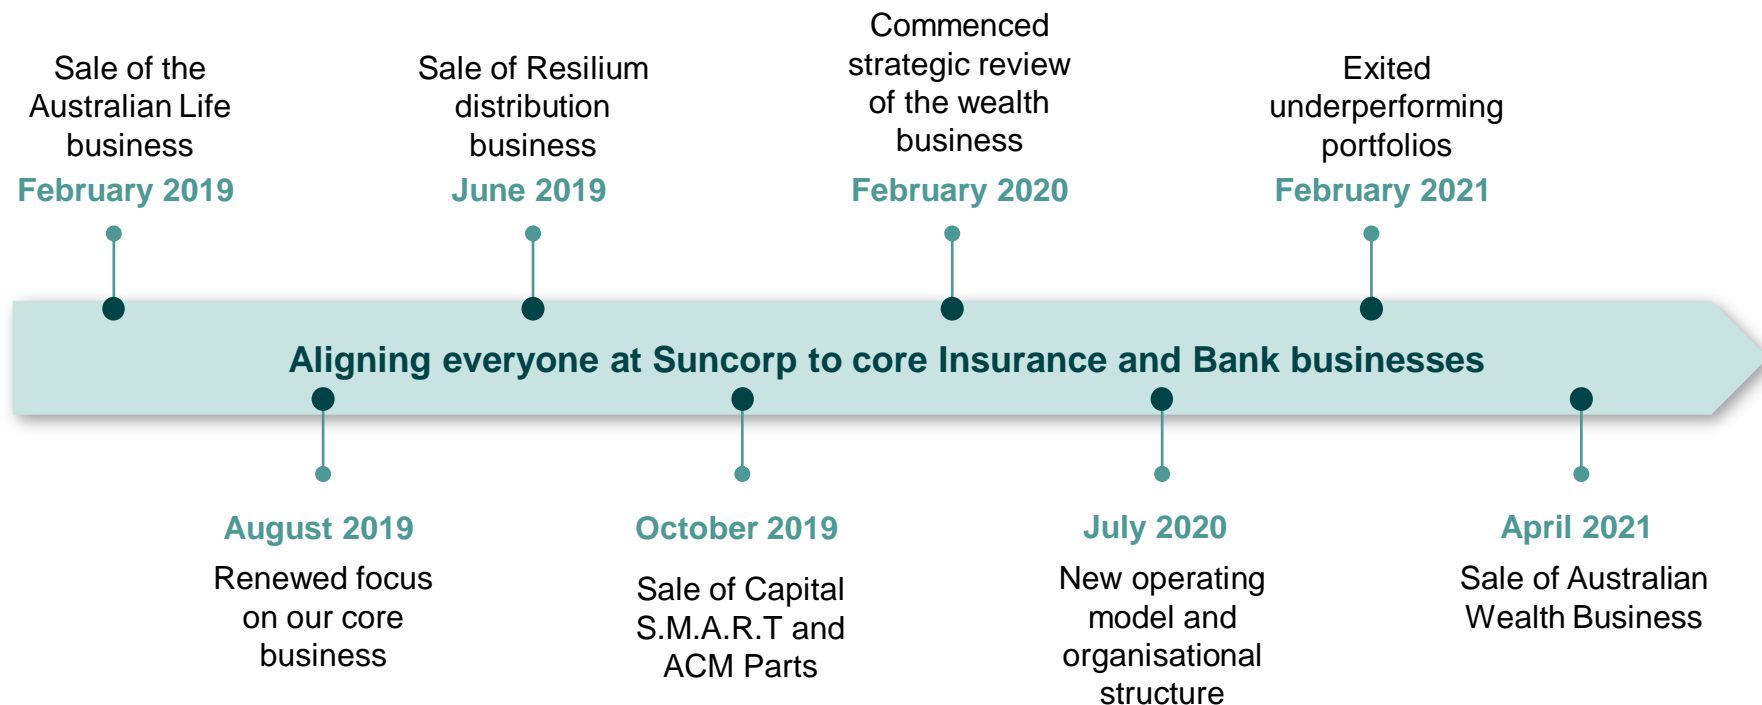 Sale of the
Australian Life
business
February 2019
Sale of Resilium
distribution
business
June 2019
Commenced
strategic review
of the wealth
business
February 2020
Exited
underperforming
portfolios
February 2021
Aligning everyone at Suncorp to core Insurance and Bank businesses
August 2019
Renewed focus
on our core
business
October 2019
Sale of Capital
S.M.A.R.T and
ACM Parts
July 2020
New operating
model and
organisational
structure
April 2021
Sale of Australian
Wealth Business